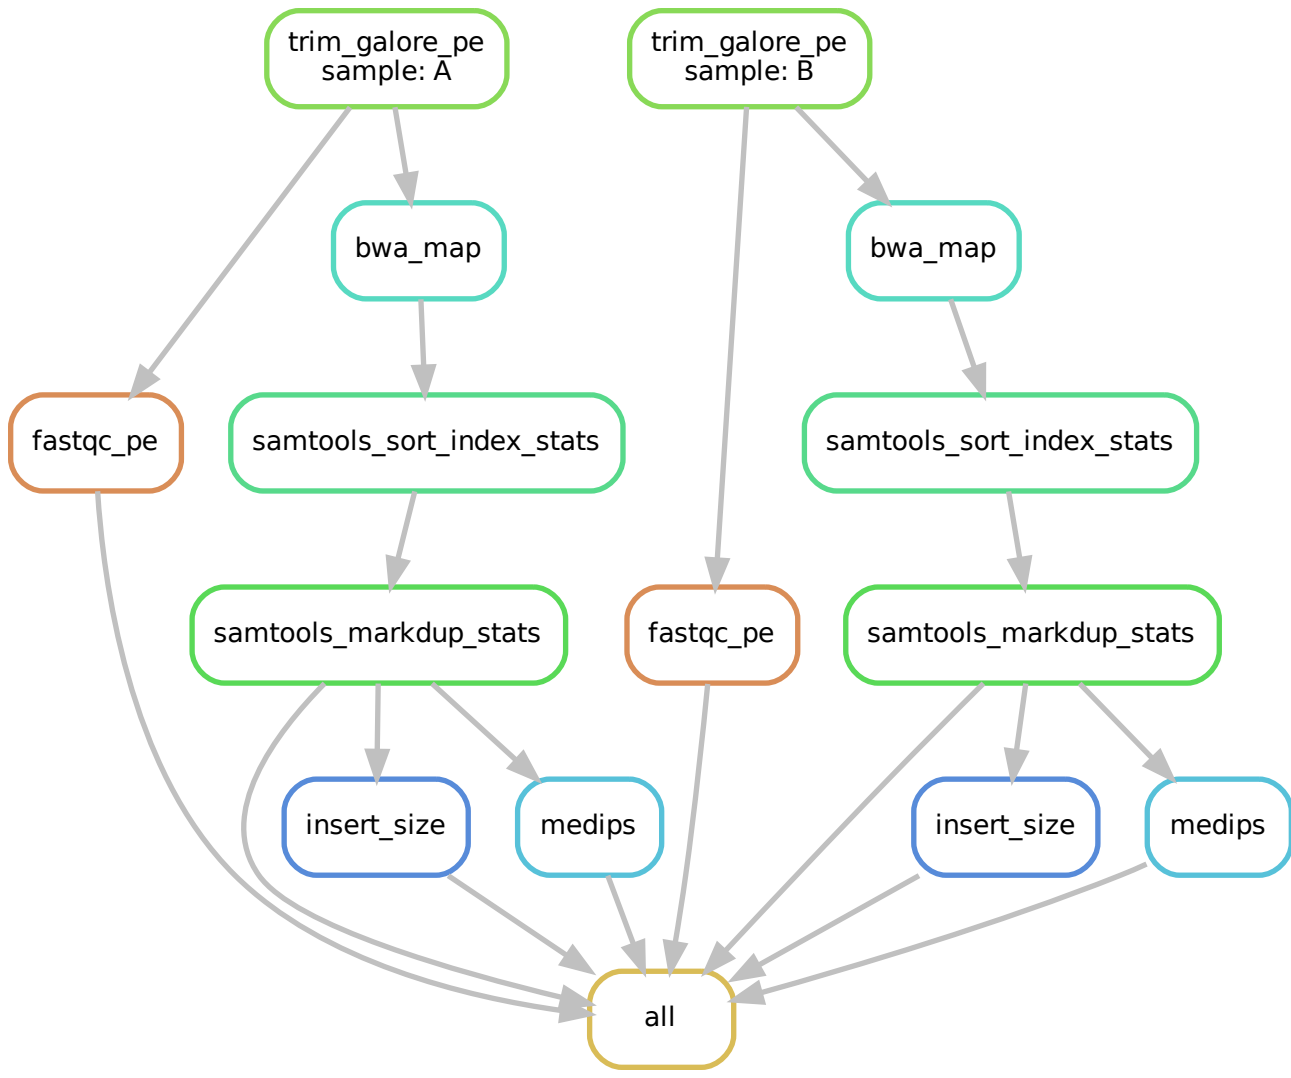 trim_galore_pe
sample: A
trim_galore_pe
sample: B
bwa_map
bwa_map
fastqc_pe
samtools_sort_index_stats
samtools_sort_index_stats
samtools_markdup_stats
fastqc_pe
samtools_markdup_stats
insert_size
medips
insert_size
medips
all